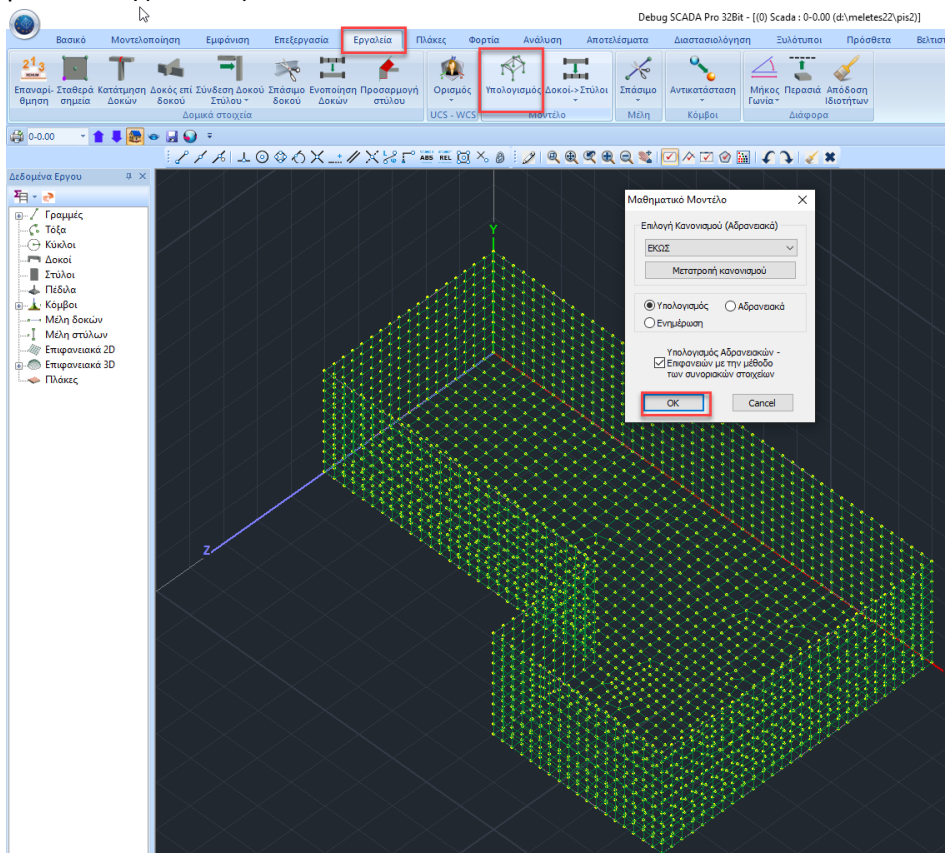 Debug SCADA Pro 32Bit - [(0) Scada : 0-0.00 (d:\meletes22\pis2)]
Βασικό Μοντελοποίηση Εμφάνιση Επεξεργασία Εργαλεία Πλάκες Φορτία Ανάλυση Αποτελέσματα Διαστασιολόγηση Ξυλότυποι Πρόσθετα Βελτισ
Επαναρί- Σταθερά Κατάτμηση Δοκός επί Σύνδεση Δοκού Σπάσιμο Ενοποίηση Προσαρμογή Ορισμός Υπολογισμός Δοκοί->Στύλοι Σπάσιμο Αντικατάσταση Μήκος Περασιά Απόδοση
θμηση σημεία Δοκών δοκού Στύλου δοκού Δοκών στύλου Γωνία Ιδιοτήτων
Δομικά στοιχεία UCS - WCS Μοντέλο Μέλη Κόμβοι Διάφορα
0-0.00
ABS REL
Δεδομένα Εργου
Γραμμές
Τόξα
Κύκλοι
Δοκοί
Στύλοι
Πέδιλα
Κόμβοι
Μέλη δοκών
Μέλη στύλων
Επιφανειακά 2D
Επιφανειακά 3D
Πλάκες
Y
Z
Μαθηματικό Μοντέλο
Επιλογή Κανονισμού (Αδρανειακά)
ΕΚΩΣ
Μετατροπή κανονισμού
Υπολογισμός Αδρανειακά
Ενημέρωση
Υπολογισμός Αδρανειακών -
Επιφανειών με την μέθοδο
των συνοριακών στοιχείων
OK Cancel